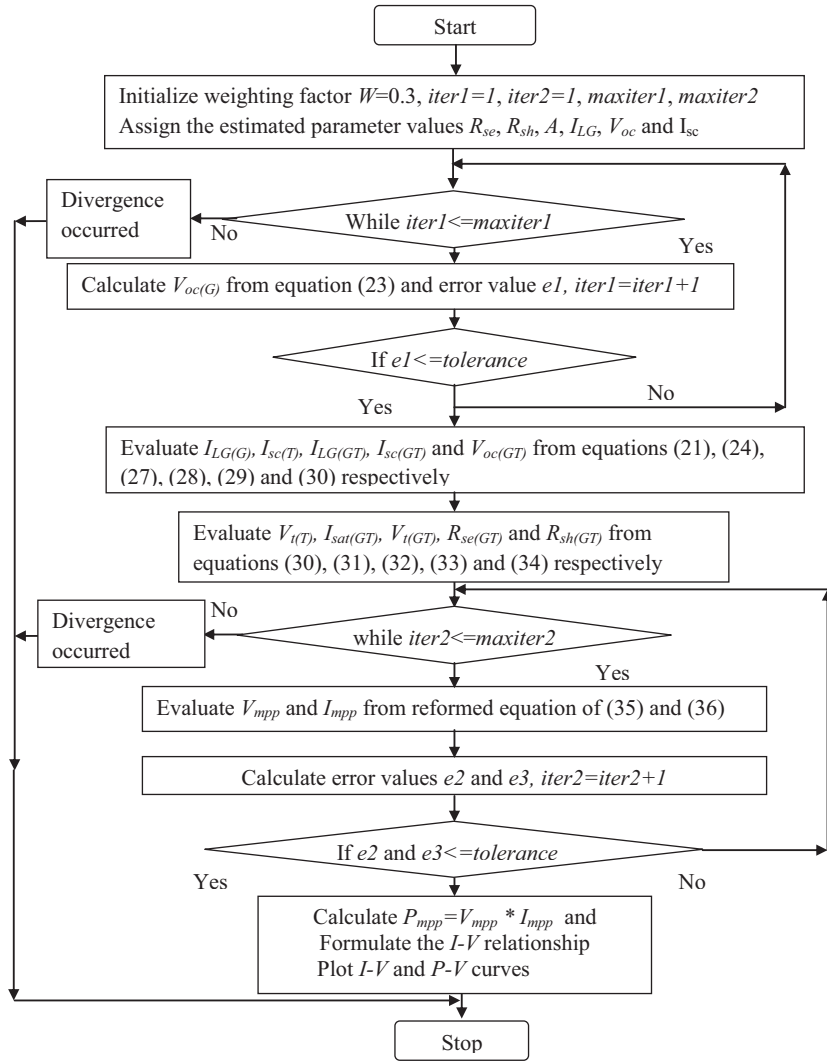 Start
Initialize weighting factor W=0.3, iter1=1, iter2=1, maxiter1, maxiter2
Assign the estimated parameter values Rse, Rsh, A, ILG, Voc and Isc
Divergence
occurred
No
While iter1<=maxiter1
Yes
Calculate Voc(G) from equation (23) and error value e1, iter1=iter1+1
If e1<=tolerance
Yes
No
Evaluate ILG(G), Isc(T), ILG(GT), Isc(GT) and Voc(GT) from equations (21), (24),
(27), (28), (29) and (30) respectively
Evaluate Vt(T), Isat(GT), Vt(GT), Rse(GT) and Rsh(GT) from
equations (30), (31), (32), (33) and (34) respectively
Divergence
occurred
No
while iter2<=maxiter2
Yes
Evaluate Vmpp and Impp from reformed equation of (35) and (36)
Calculate error values e2 and e3, iter2=iter2+1
If e2 and e3<=tolerance
Yes
No
Calculate Pmpp=Vmpp * Impp and
Formulate the I-V relationship
Plot I-V and P-V curves
Stop